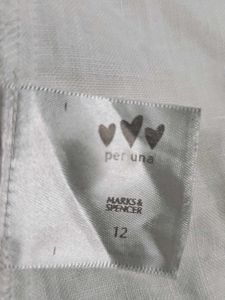 per una
MARKS&
SPENCER
12